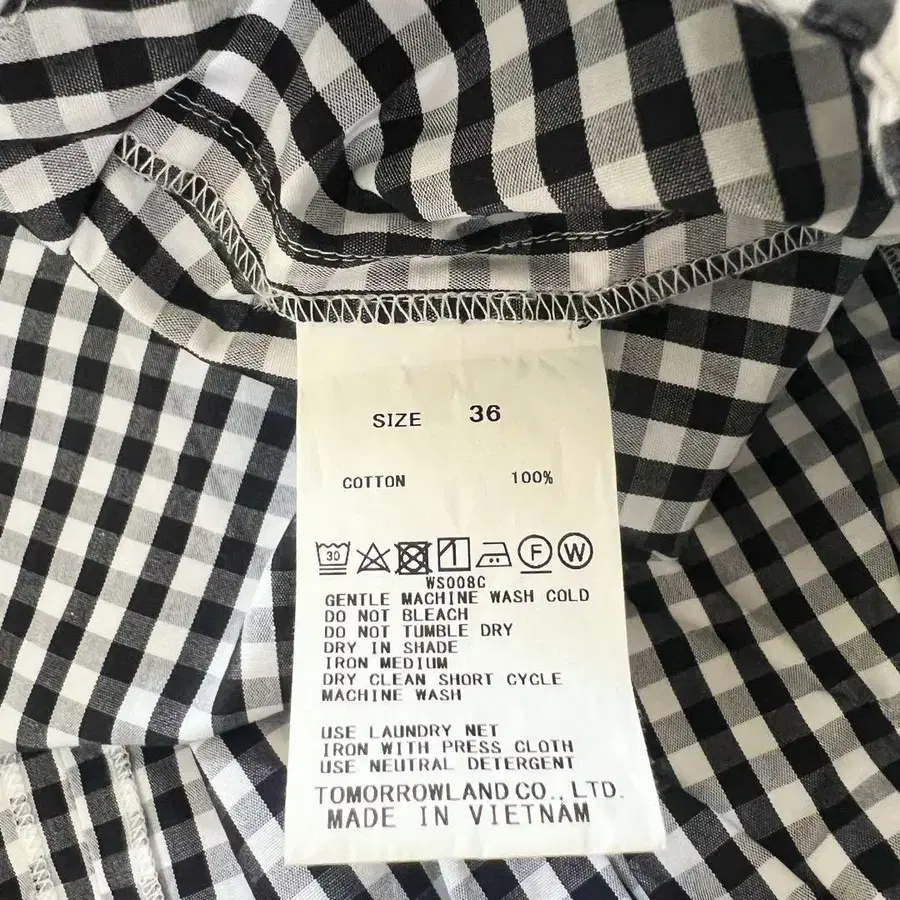 SIZE 36
COTTON 100%
30 1 F W
WS008C
GENTLE MACHINE WASH COLD
DO NOT BLEACH
DO NOT TUMBLE DRY
DRY IN SHADE
IRON MEDIUM
DRY CLEAN SHORT CYCLE
MACHINE WASH
USE LAUNDRY NET
IRON WITH PRESS CLOTH
USE NEUTRAL DETERGENT
TOMORROWLAND CO., LTD.
MADE IN VIETNAM